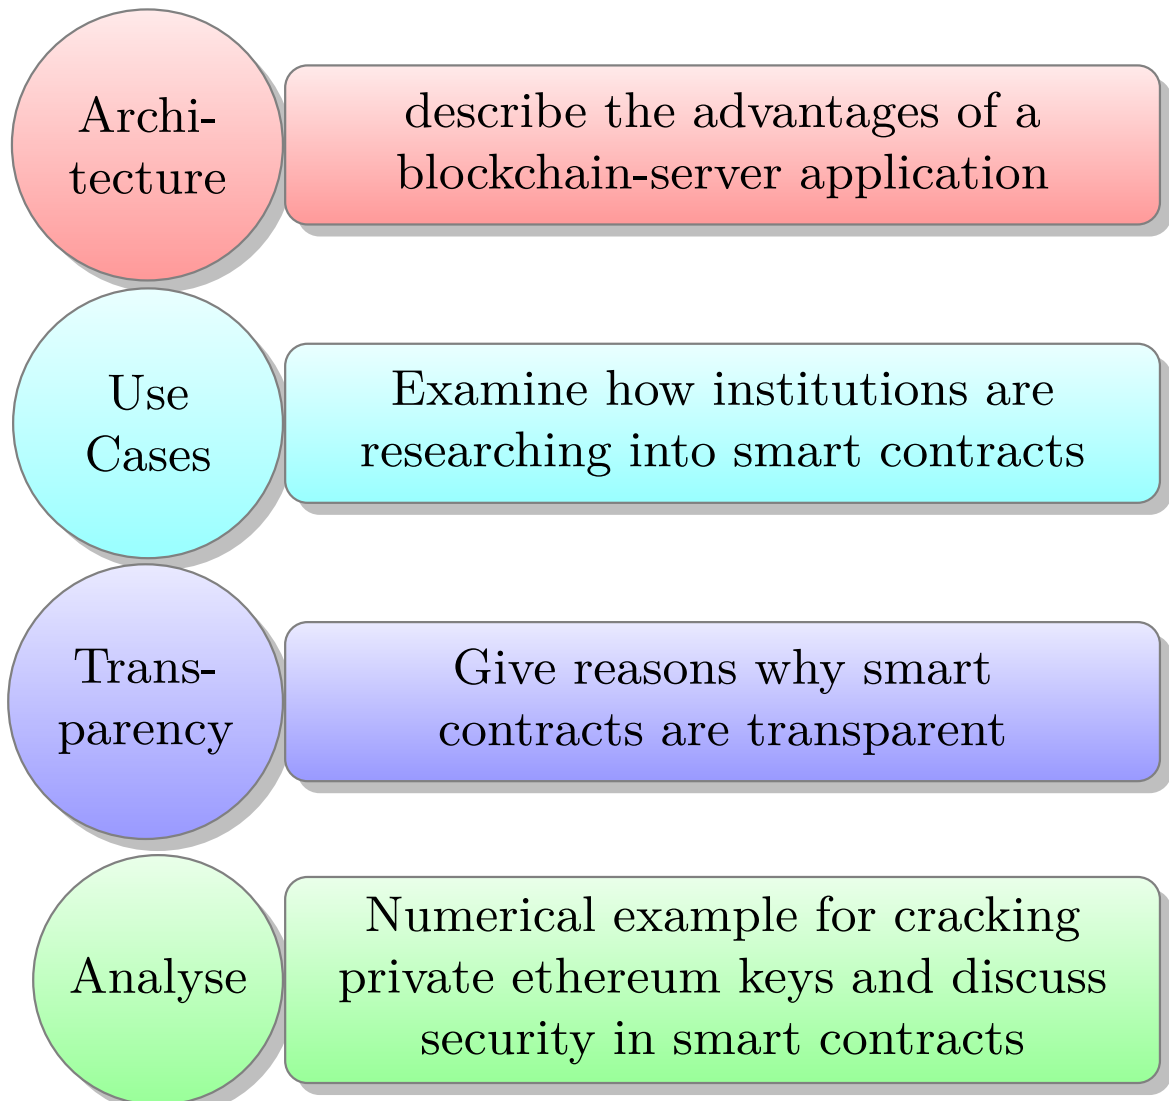 Archi-
tecture
describe the advantages of a
blockchain-server application
Use
Cases
Examine how institutions are
researching into smart contracts
Trans-
parency
Give reasons why smart
contracts are transparent
Analyse
Numerical example for cracking
private ethereum keys and discuss
security in smart contracts